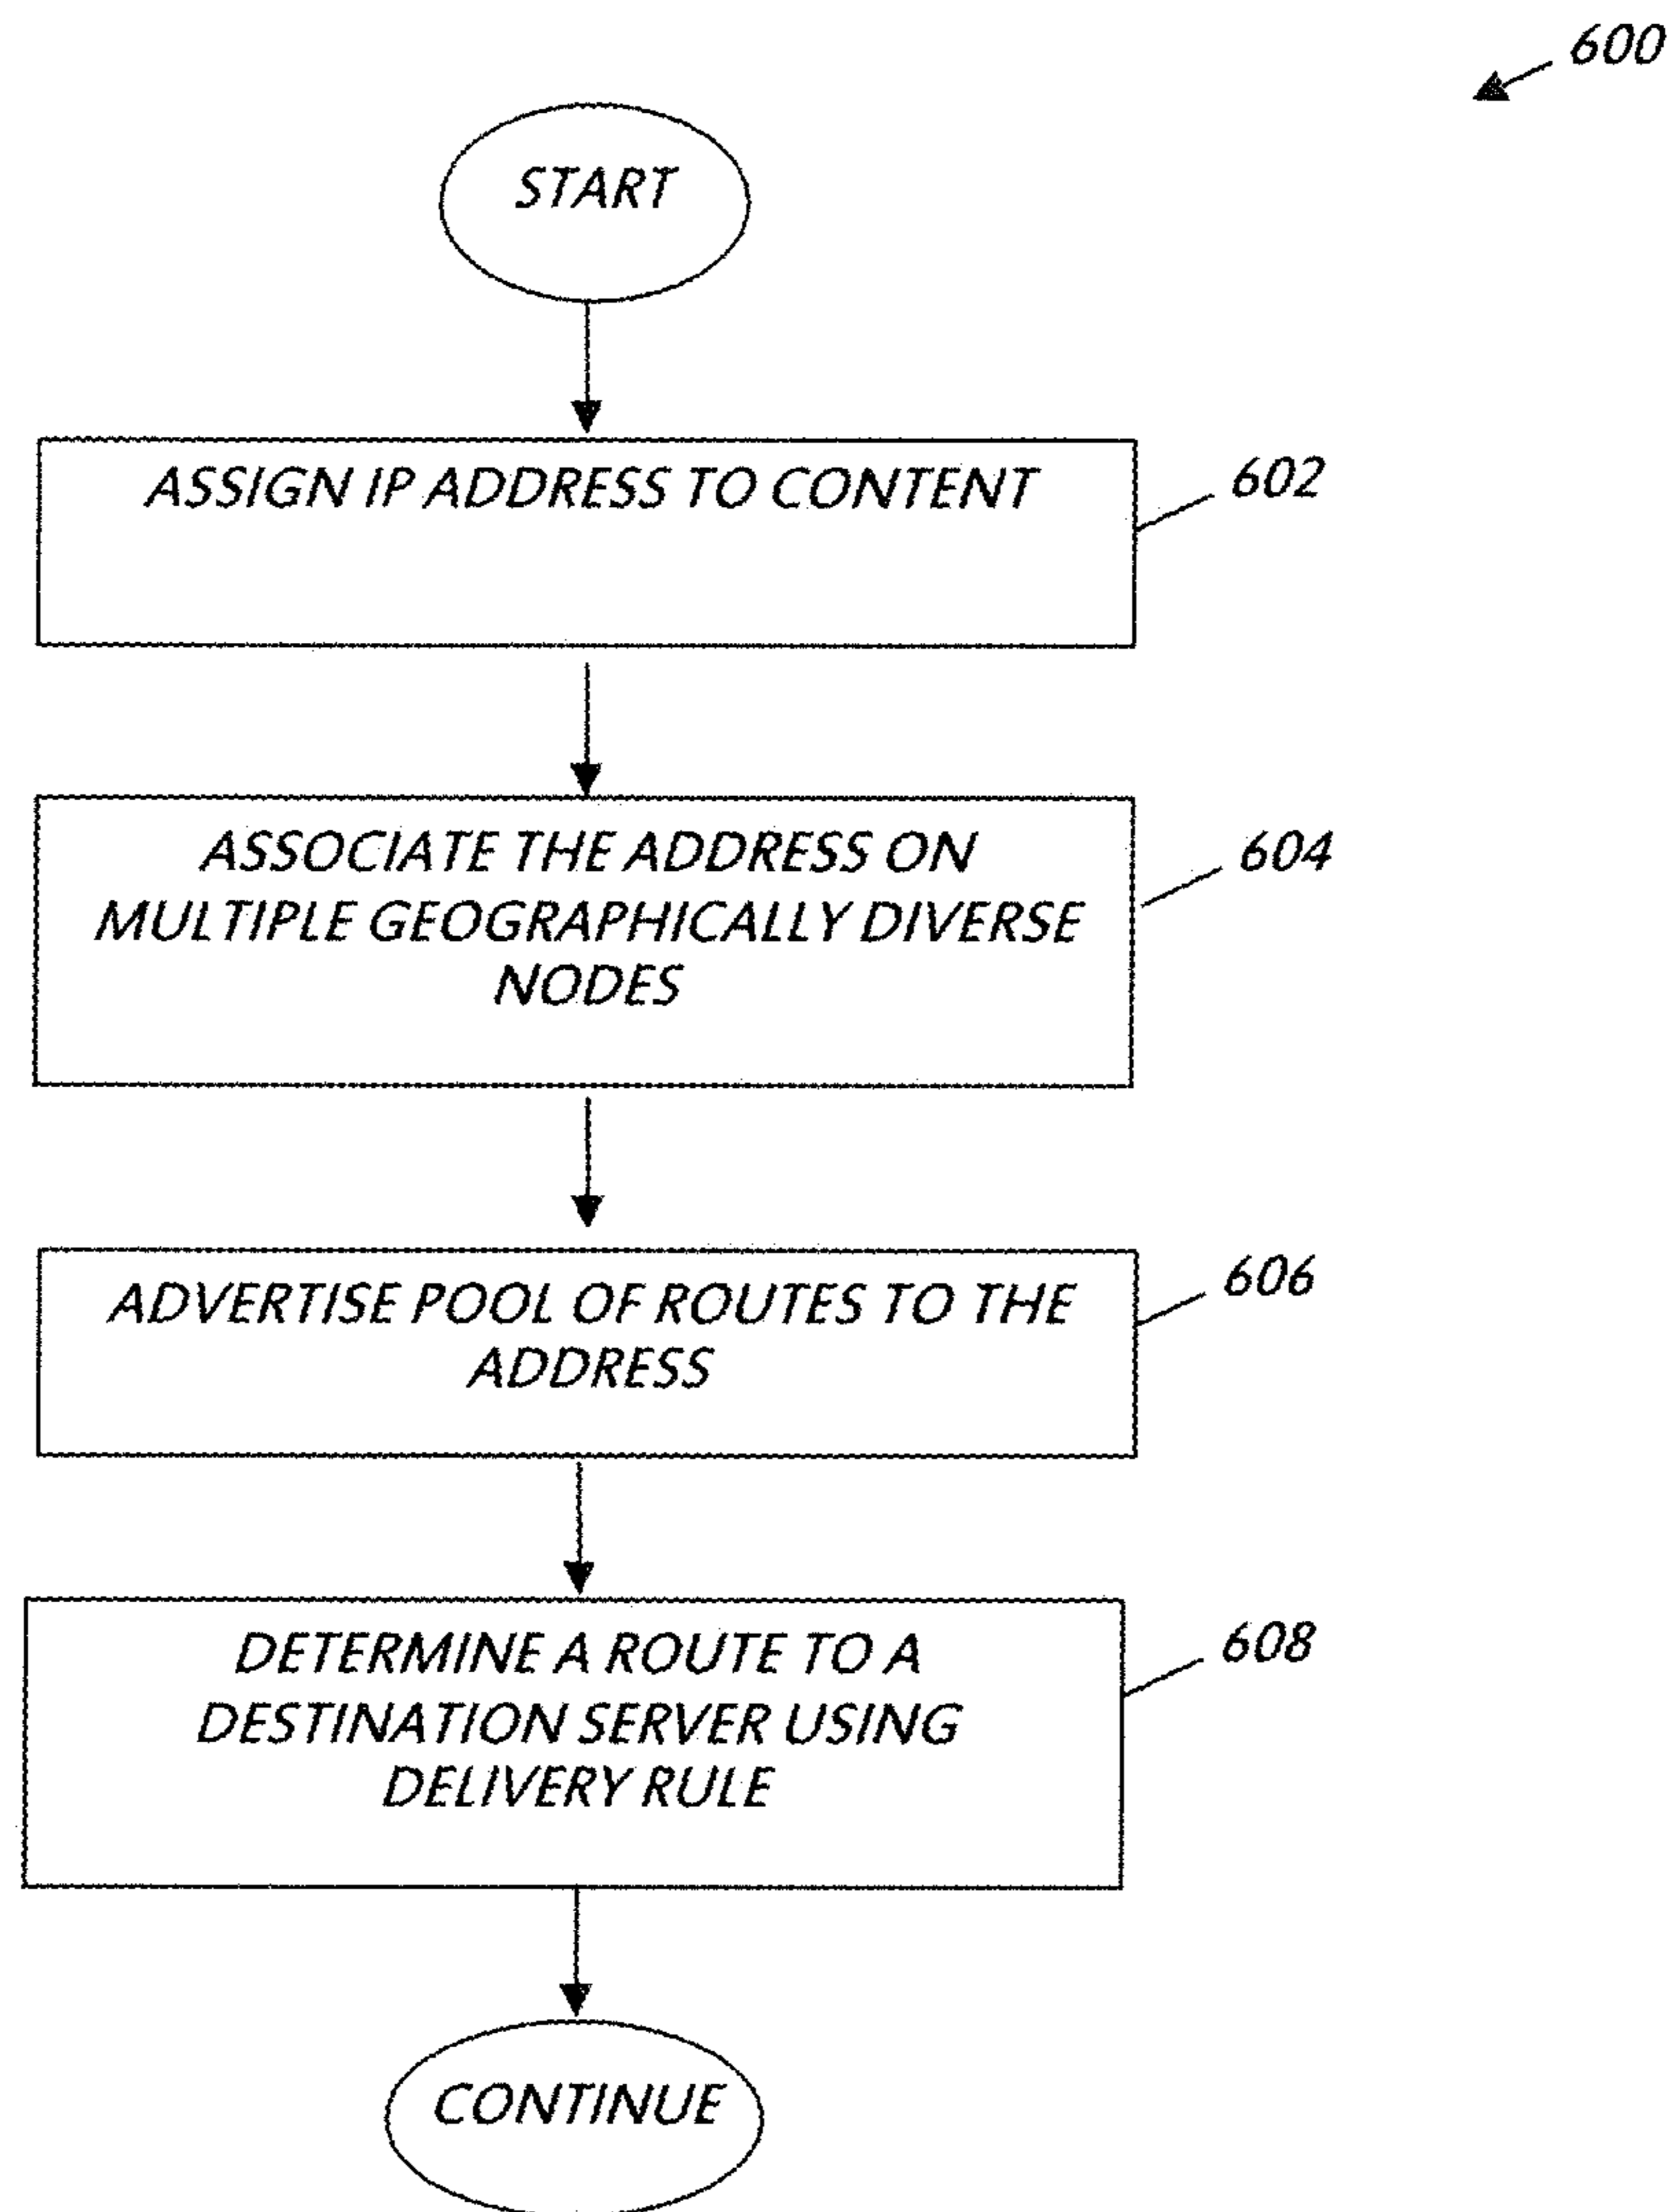 600
START
ASSIGN IP ADDRESS TO CONTENT
602
ASSOCIATE THE ADDRESS ON
MULTIPLE GEOGRAPHICALLY DIVERSE
NODES
604
ADVERTISE POOL OF ROUTES TO THE
ADDRESS
606
DETERMINE A ROUTE TO A
DESTINATION SERVER USING
DELIVERY RULE
608
CONTINUE